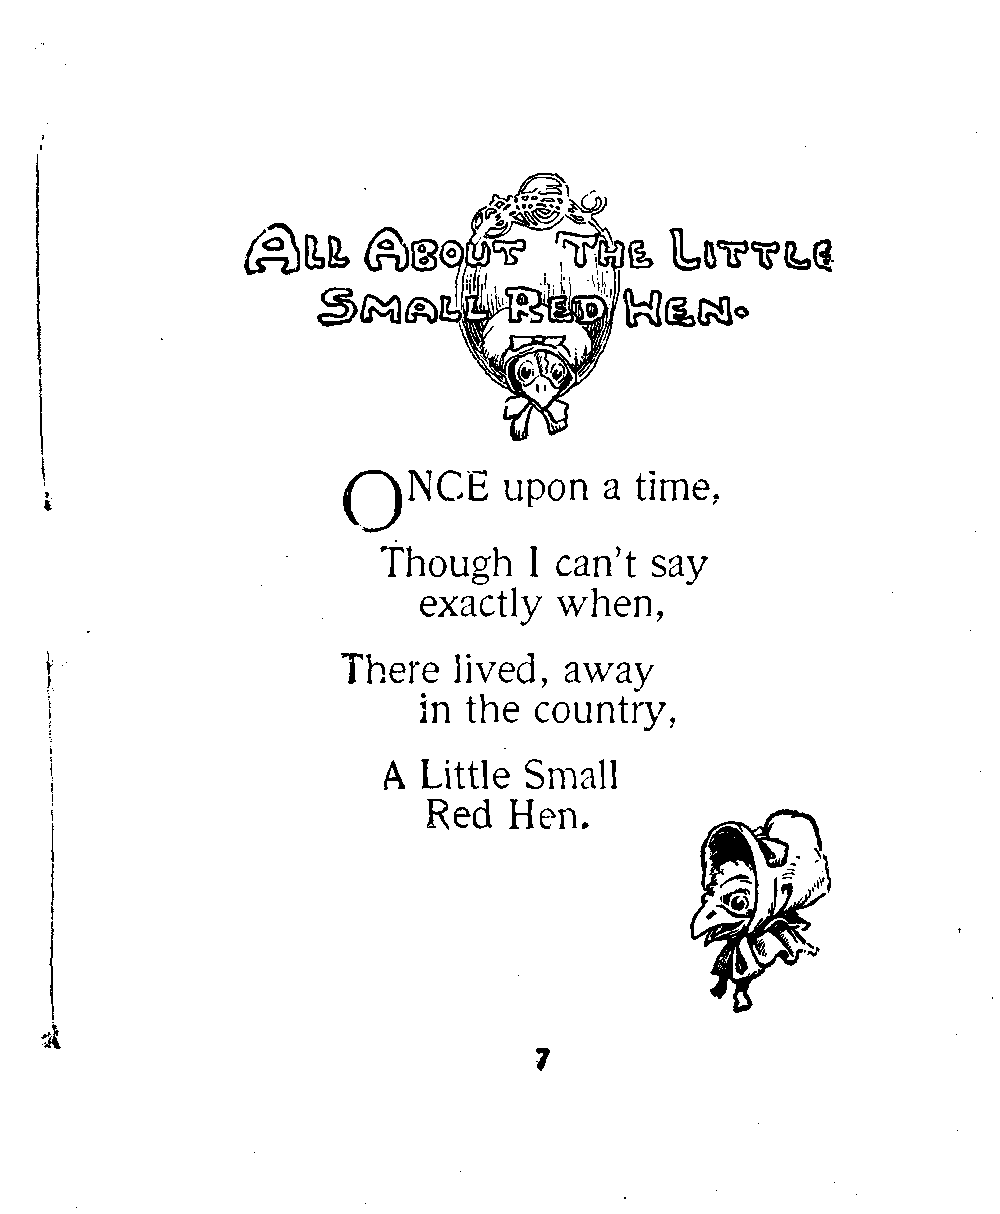 ALL ABOUT THE LITTLE
SMALL RED HEN.
ONCE upon a time,
Though I can't say
exactly when,
There lived, away
in the country,
A Little Small
Red Hen.
7